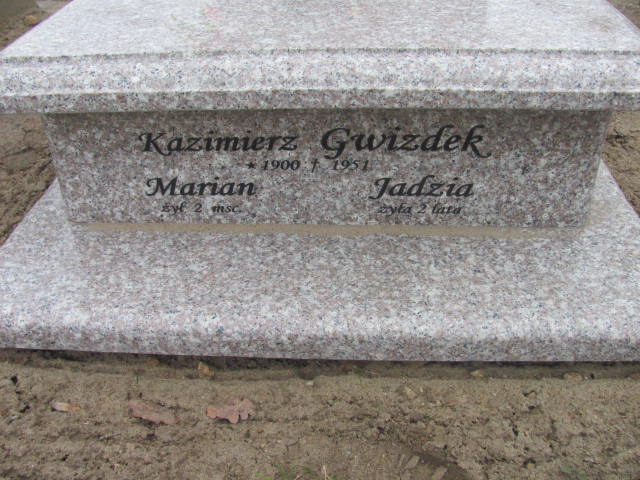 Kazimierz Gwizdek
* 1900 † 1951
Marian Jadzia
żył 2 msc. żyła 2 lata